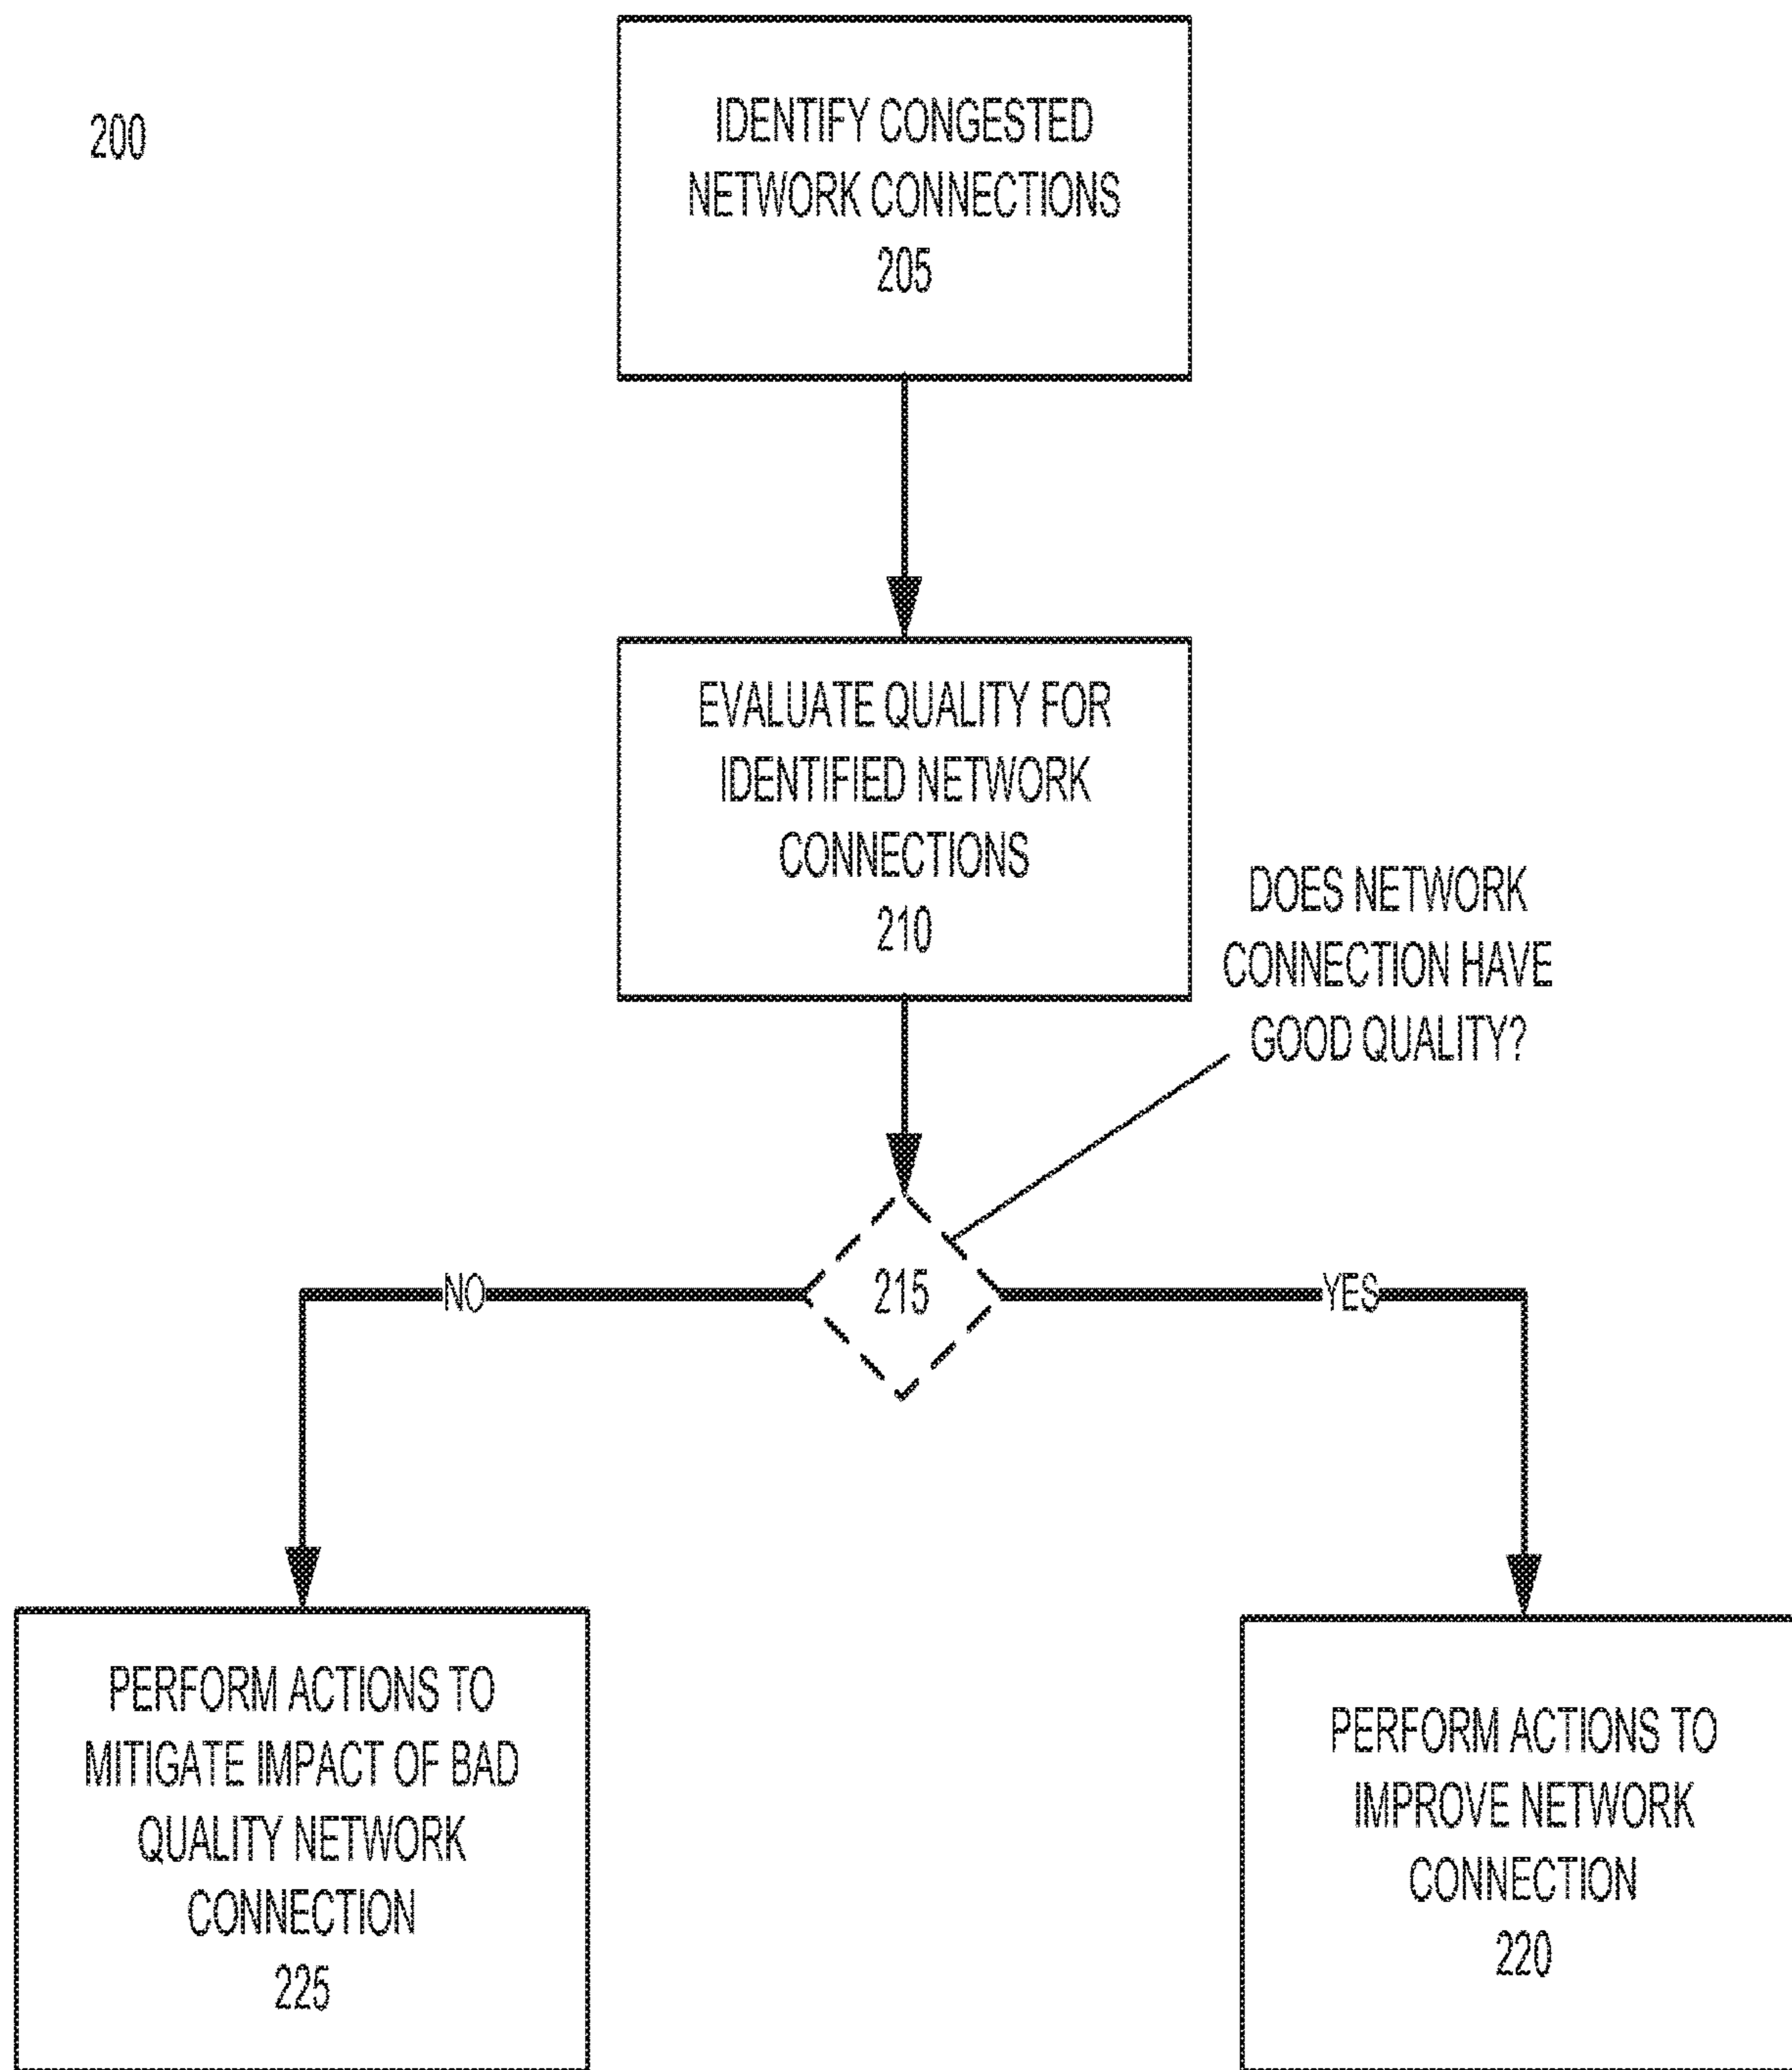 200
IDENTIFY CONGESTED
NETWORK CONNECTIONS
205
EVALUATE QUALITY FOR
IDENTIFIED NETWORK
CONNECTIONS
210
DOES NETWORK
CONNECTION HAVE
GOOD QUALITY?
215
NO
YES
PERFORM ACTIONS TO
MITIGATE IMPACT OF BAD
QUALITY NETWORK
CONNECTION
225
PERFORM ACTIONS TO
IMPROVE NETWORK
CONNECTION
220